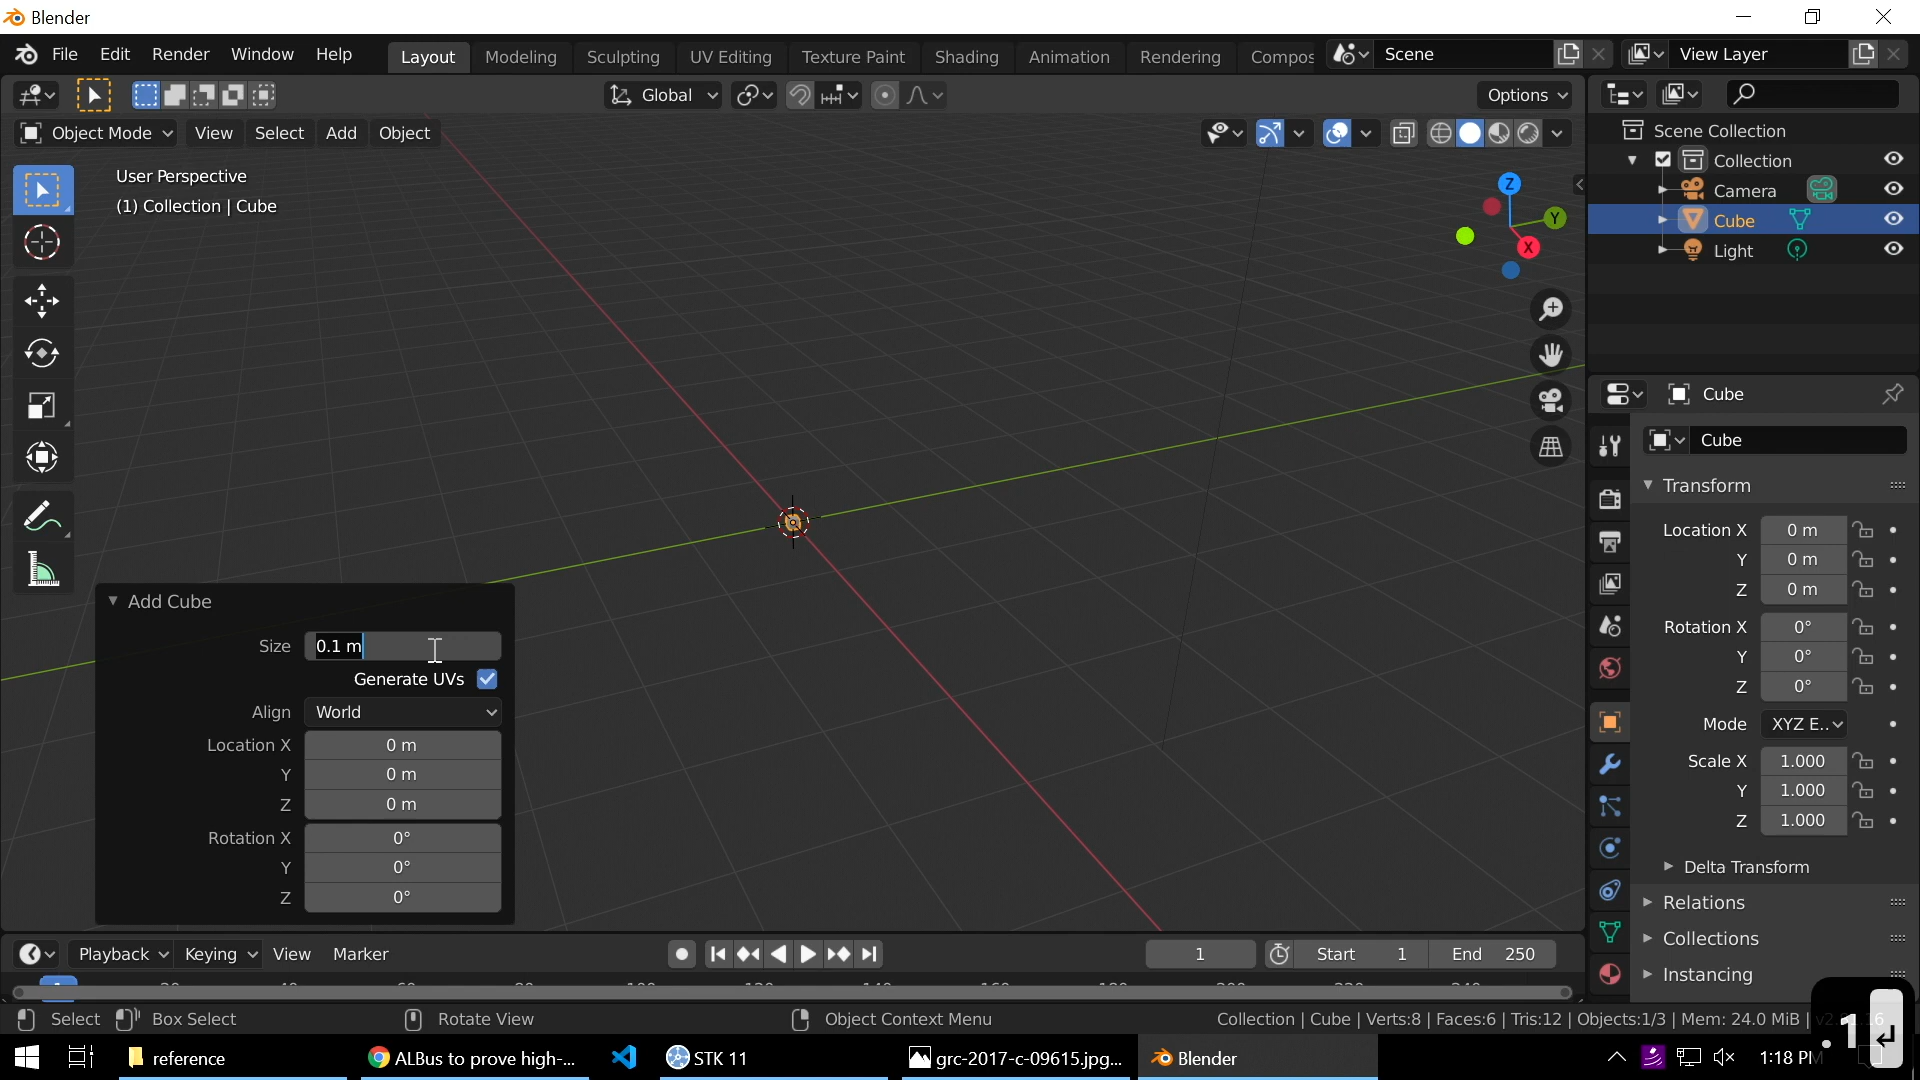 Blender
File Edit Render Window Help
Layout Modeling Sculpting UV Editing Texture Paint Shading Animation Rendering Compos
Scene
View Layer
Global
Options
Object Mode View Select Add Object
User Perspective
(1) Collection | Cube
Z
Y
X
Scene Collection
Collection
Camera
Cube
Light
Cube
Cube
Transform
Location X 0 m
Y 0 m
Z 0 m
Rotation X 0°
Y 0°
Z 0°
Mode XYZ E..
Scale X 1.000
Y 1.000
Z 1.000
Delta Transform
Relations
Collections
Instancing
Add Cube
Size 0.1 m
Generate UVs
Align World
Location X 0 m
Y 0 m
Z 0 m
Rotation X 0°
Y 0°
Z 0°
Playback Keying View Marker
1
Start 1
End 250
Select
Box Select
Rotate View
Object Context Menu
Collection | Cube | Verts:8 | Faces:6 | Tris:12 | Objects:1/3 | Mem: 24.0 MiB |
.1
reference
ALBus to prove high-...
STK 11
grc-2017-c-09615.jpg...
Blender
1:18 PM